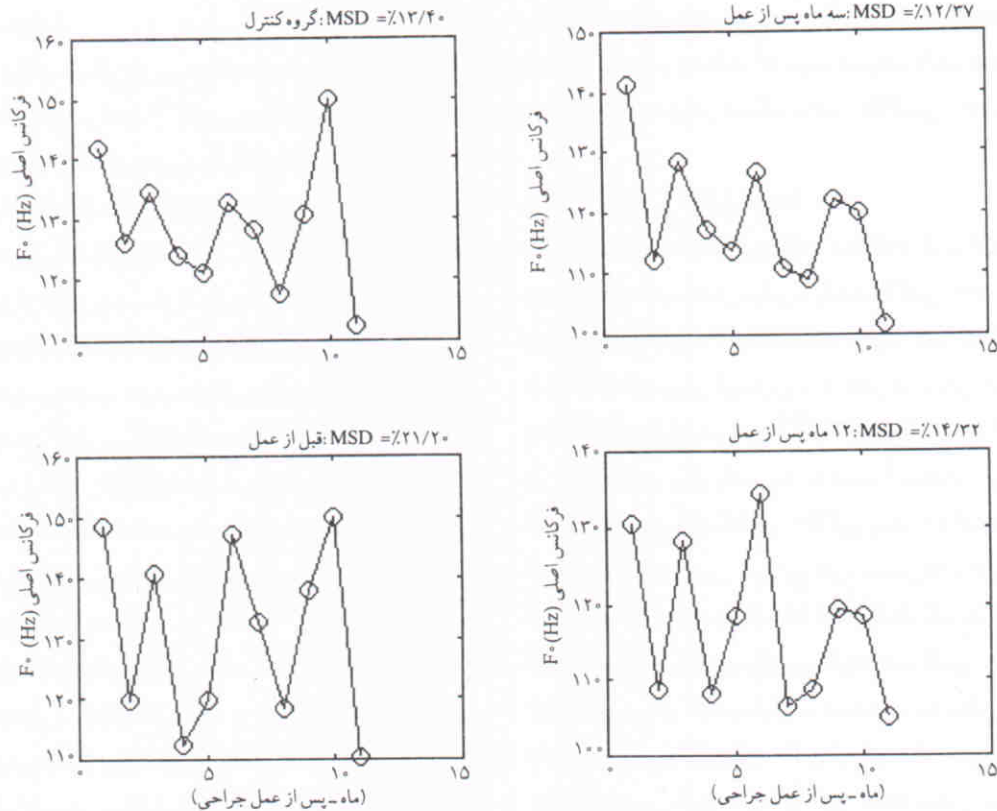 گروه کنترل: MSD =٪۱۳/۴۰
فرکانس اصلی F۰ (Hz)
۱۶۰
۱۵۰
۱۴۰
۱۳۰
۱۲۰
۱۱۰
۰ ۵ ۱۰ ۱۵
سه ماه پس از عمل: MSD =٪۱۲/۳۷
فرکانس اصلی F۰ (Hz)
۱۵۰
۱۴۰
۱۳۰
۱۲۰
۱۱۰
۱۰۰
۰ ۵ ۱۰ ۱۵
قبل از عمل: MSD =٪۲۱/۲۰
فرکانس اصلی F۰ (Hz)
۱۶۰
۱۵۰
۱۴۰
۱۳۰
۱۲۰
۱۱۰
۰ ۵ ۱۰ ۱۵
(ماه ـ پس از عمل جراحی)
۱۲ ماه پس از عمل: MSD =٪۱۴/۳۲
فرکانس اصلی F۰ (Hz)
۱۴۰
۱۳۰
۱۲۰
۱۱۰
۱۰۰
۰ ۵ ۱۰ ۱۵
(ماه ـ پس از عمل جراحی)